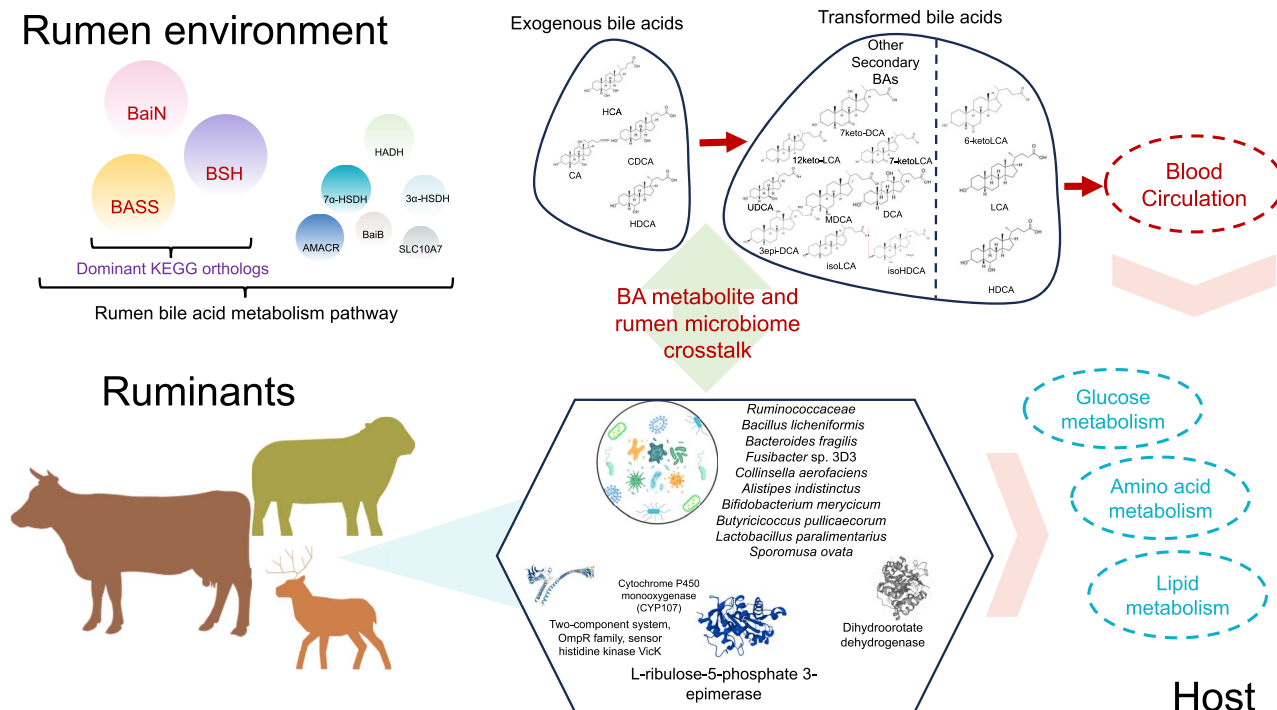 Rumen environment
BaiN
BSH
BASS
HADH
7α-HSDH
3α-HSDH
AMACR
BaiB
SLC10A7
Dominant KEGG orthologs
Rumen bile acid metabolism pathway
Exogenous bile acids
HCA
CDCA
CA
HDCA
Transformed bile acids
Other
Secondary
BAs
7keto-DCA
12keto-LCA
7-ketoLCA
UDCA
MDCA
DCA
3epi-DCA
isoLCA
isoHDCA
6-ketoLCA
LCA
HDCA
Blood
Circulation
BA metabolite and
rumen microbiome
crosstalk
Ruminants
Ruminococcaceae
Bacillus licheniformis
Bacteroides fragilis
Fusibacter sp. 3D3
Collinsella aerofaciens
Alistipes indistinctus
Bifidobacterium merycicum
Butyricicoccus pullicaecorum
Lactobacillus paralimentarius
Sporomusa ovata
Cytochrome P450
monooxygenase
(CYP107)
Two-component system,
OmpR family, sensor
histidine kinase VicK
L-ribulose-5-phosphate 3-
epimerase
Dihydroorotate
dehydrogenase
Glucose
metabolism
Amino acid
metabolism
Lipid
metabolism
Host